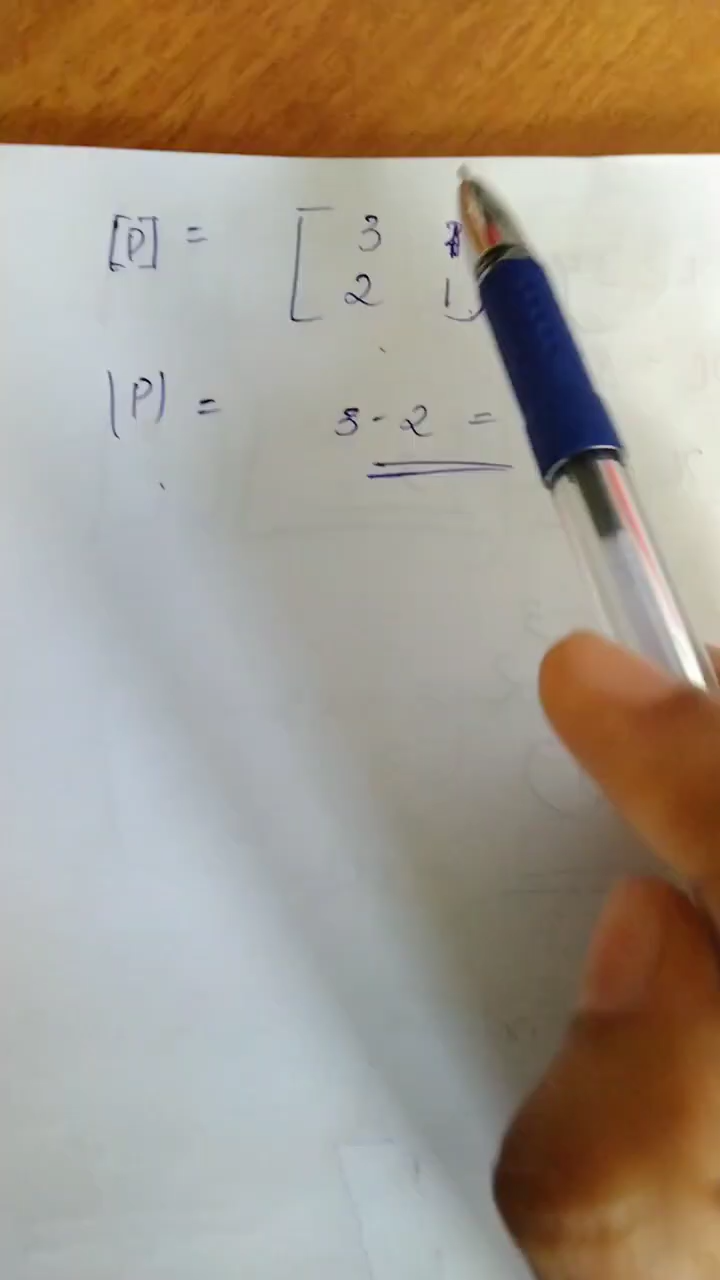 [P] = [ 3
2 1 ]
|P| = 3 - 2 =